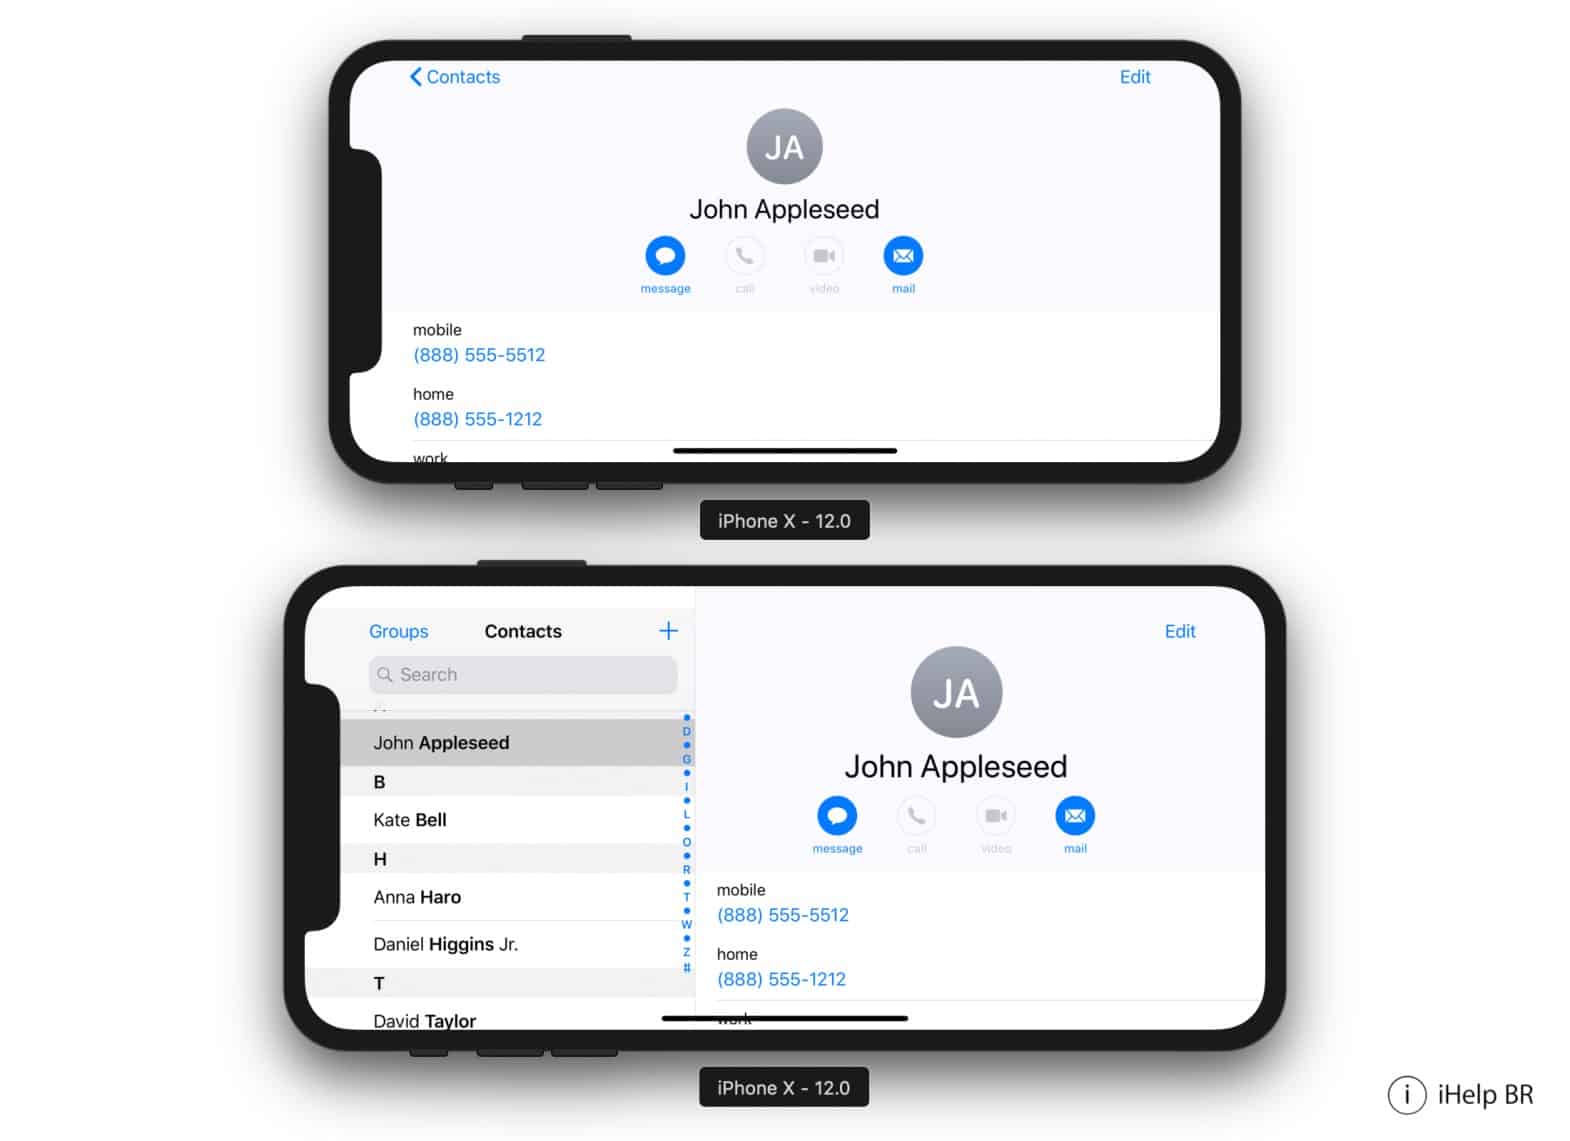 Contacts
Edit
JA
John Appleseed
message
call
video
mail
mobile
(888) 555-5512
home
(888) 555-1212
work
iPhone X - 12.0
Groups
Contacts
+
Search
John Appleseed
B
Kate Bell
H
Anna Haro
Daniel Higgins Jr.
T
David Taylor
D
G
I
L
O
R
T
W
Z
#
Edit
JA
John Appleseed
message
call
video
mail
mobile
(888) 555-5512
home
(888) 555-1212
work
iPhone X - 12.0
i iHelp BR